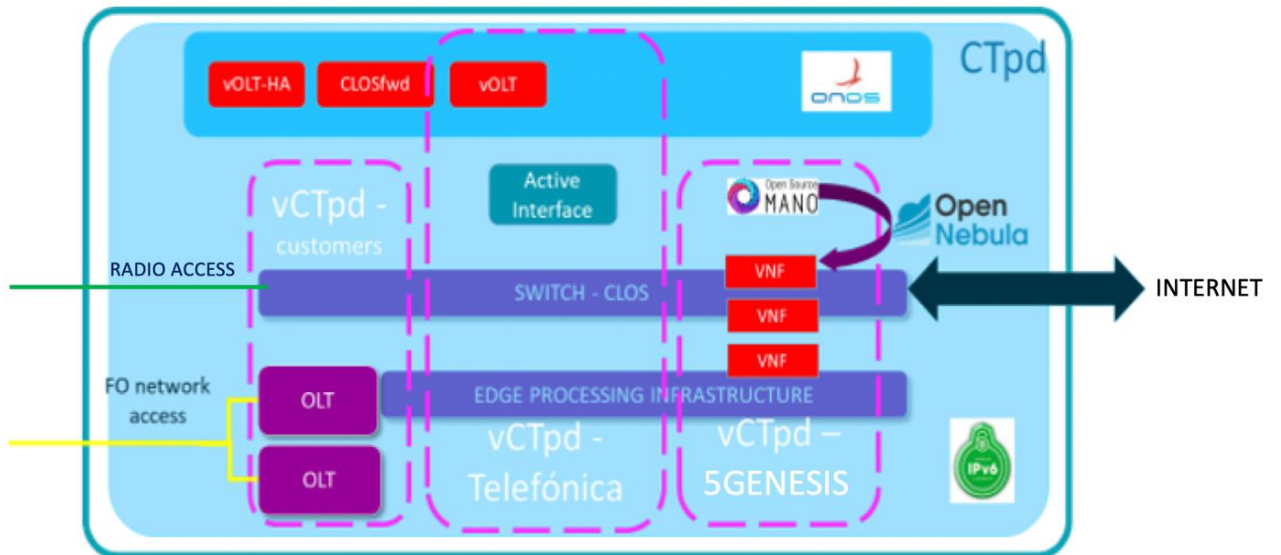 CTpd
vOLT-HA
CLOSfwd
vOLT
onos
vCTpd -
customers
Active
Interface
Open Source
MANO
Open
Nebula
RADIO ACCESS
VNF
SWITCH - CLOS
INTERNET
VNF
VNF
FO network
access
OLT
EDGE PROCESSING INFRASTRUCTURE
vCTpd -
Telefónica
vCTpd –
5GENESIS
OLT
IPv6